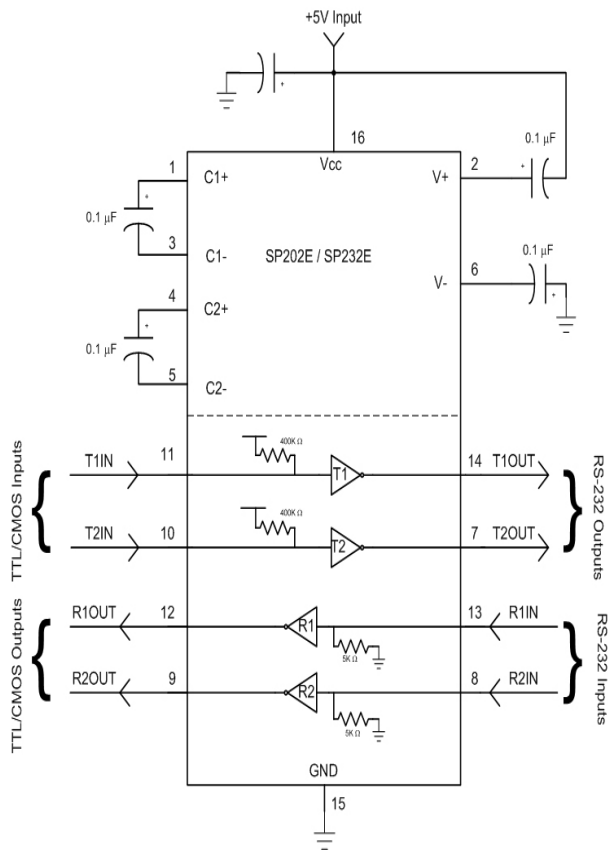 +5V Input
+
16
Vcc
0.1 µF
+
1
C1+
V+
2
+
0.1 µF
3
C1-
SP202E / SP232E
0.1 µF
V-
6
+
4
C2+
+
0.1 µF
5
C2-
TTL/CMOS Inputs
T1IN
11
400K Ω
T1
14
T1OUT
RS-232 Outputs
T2IN
10
400K Ω
T2
7
T2OUT
TTL/CMOS Outputs
R1OUT
12
R1
5K Ω
13
R1IN
RS-232 Inputs
R2OUT
9
R2
5K Ω
8
R2IN
GND
15